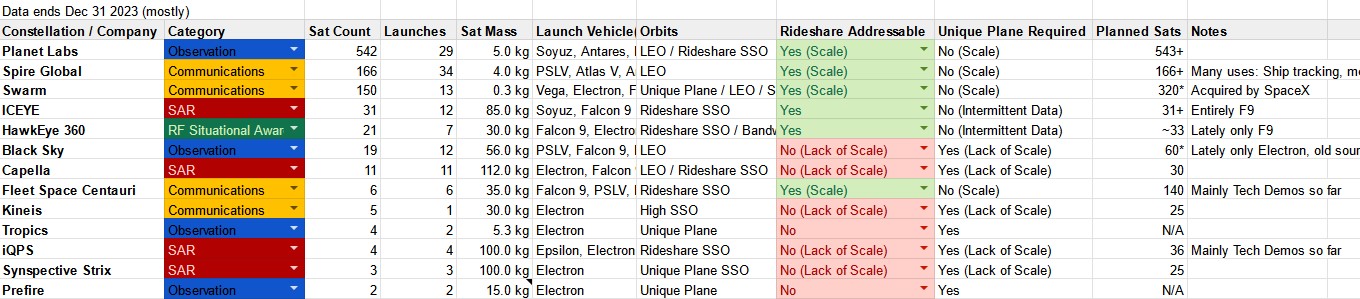 Data ends Dec 31 2023 (mostly)
Constellation / Company Category Sat Count Launches Sat Mass Launch Vehicle Orbits Rideshare Addressable Unique Plane Required Planned Sats Notes
Planet Labs Observation 542 29 5.0 kg Soyuz, Antares, LEO / Rideshare SSO Yes (Scale) No (Scale) 543+
Spire Global Communications 166 34 4.0 kg PSLV, Atlas V, A LEO Yes (Scale) No (Scale) 166+ Many uses: Ship tracking, m
Swarm Communications 150 13 0.3 kg Vega, Electron, F Unique Plane / LEO / S Yes (Scale) No (Scale) 320* Acquired by SpaceX
ICEYE SAR 31 12 85.0 kg Soyuz, Falcon 9 Rideshare SSO Yes No (Intermittent Data) 31+ Entirely F9
HawkEye 360 RF Situational Awar 21 7 30.0 kg Falcon 9, Electro Rideshare SSO / Bandw Yes No (Intermittent Data) ~33 Lately only F9
Black Sky Observation 19 12 56.0 kg PSLV, Falcon 9, LEO No (Lack of Scale) Yes (Lack of Scale) 60* Lately only Electron, old sour
Capella SAR 11 11 112.0 kg Electron, Falcon LEO / Rideshare SSO No (Lack of Scale) Yes (Lack of Scale) 30
Fleet Space Centauri Communications 6 6 35.0 kg Falcon 9, PSLV, Rideshare SSO Yes (Scale) No (Scale) 140 Mainly Tech Demos so far
Kineis Communications 5 1 30.0 kg Electron High SSO No (Lack of Scale) Yes (Lack of Scale) 25
Tropics Observation 4 2 5.3 kg Electron Unique Plane No Yes N/A
iQPS SAR 4 4 100.0 kg Epsilon, Electron Rideshare SSO No (Lack of Scale) Yes (Lack of Scale) 36 Mainly Tech Demos so far
Synspective Strix SAR 3 3 100.0 kg Electron Unique Plane SSO No (Lack of Scale) Yes (Lack of Scale) 25
Prefire Observation 2 2 15.0 kg Electron Unique Plane No Yes N/A